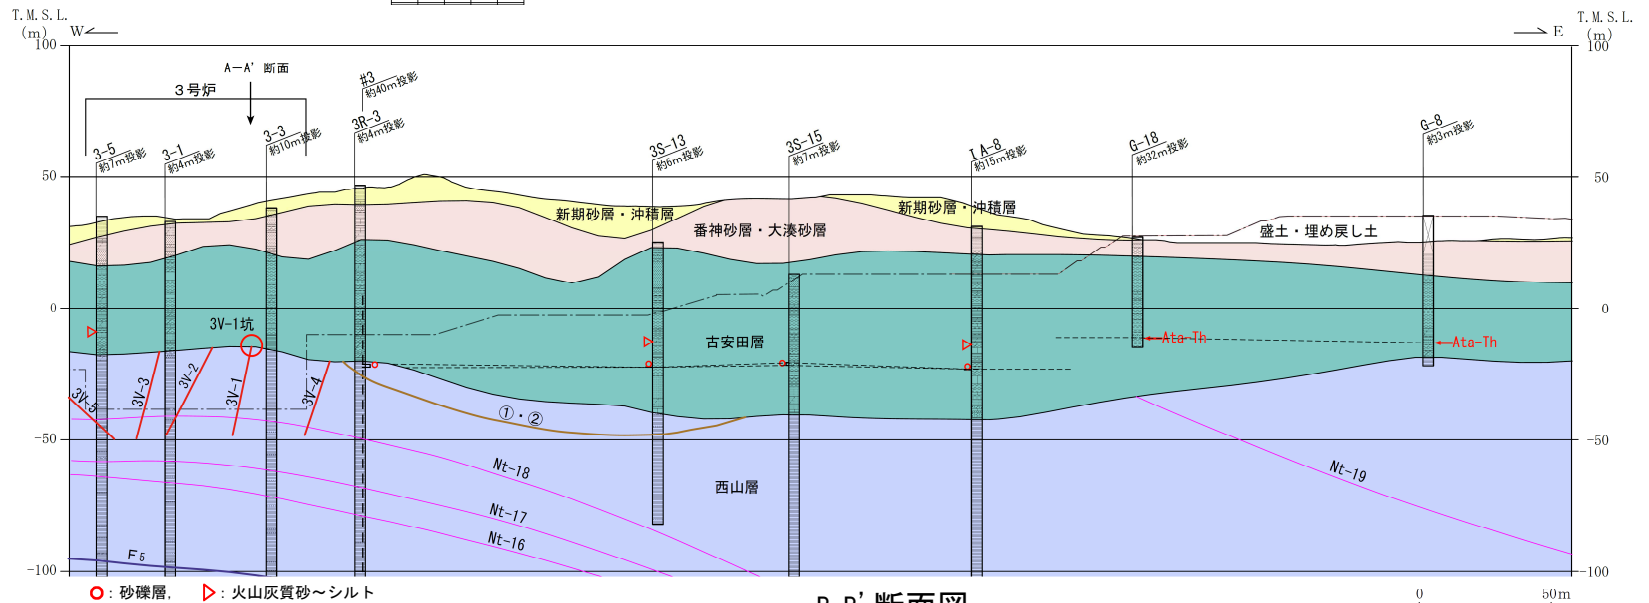 T.M.S.L.
(m)
W
E
T.M.S.L.
(m)
100
50
0
-50
-100
100
50
0
-50
-100
A-A' 断面
3号炉
3-5
約7m投影
3-1
約4m投影
3-3
約10m投影
#3
約40m投影
3R-3
約4m投影
3S-13
約6m投影
3S-15
約7m投影
IA-8
約15m投影
G-18
約32m投影
G-8
約3m投影
新期砂層・沖積層
番神砂層・大湊砂層
新期砂層・沖積層
盛土・埋め戻し土
3V-1坑
古安田層
Ata-Th
Ata-Th
3V-5
3V-3
3V-2
3V-1
3V-4
①・②
Nt-18
Nt-17
Nt-16
Nt-19
西山層
F5
○: 砂礫層, ▷: 火山灰質砂～シルト
断面図
0 50m